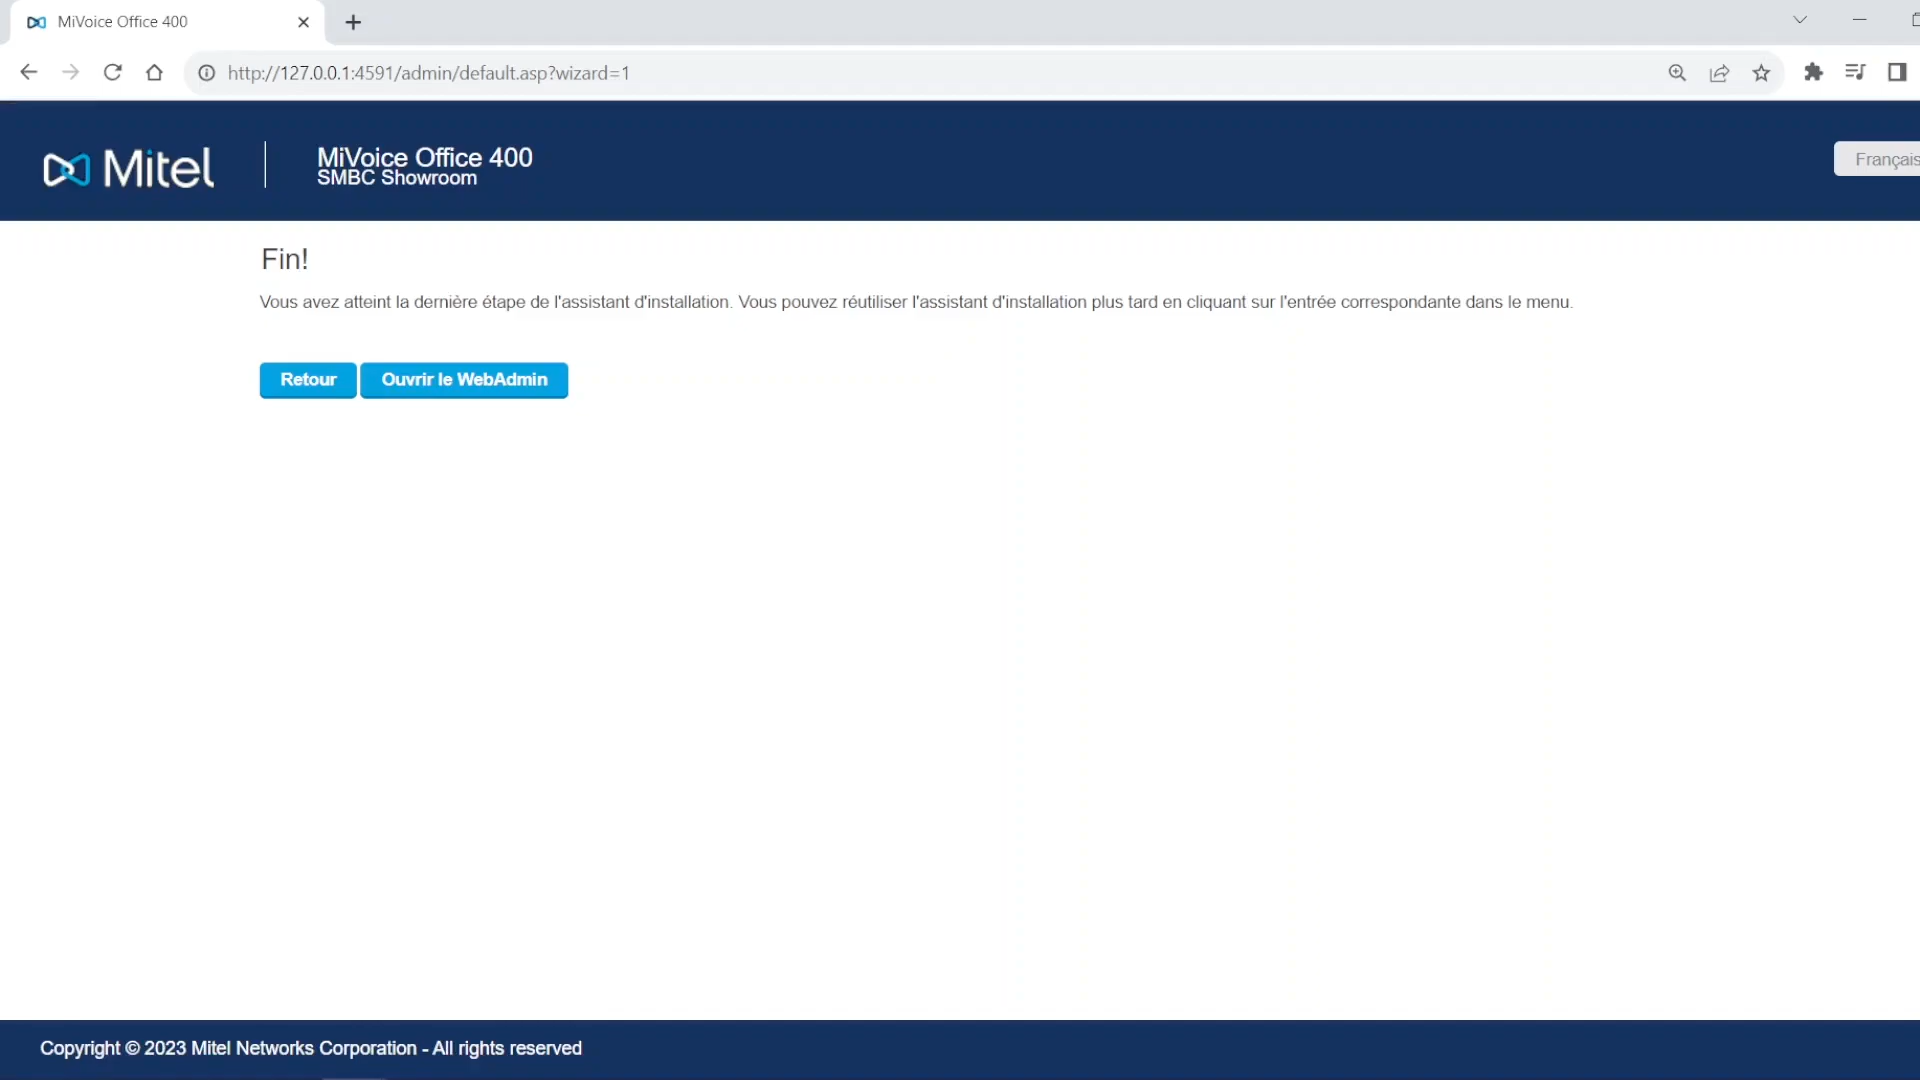 MiVoice Office 400
http://127.0.0.1:4591/admin/default.asp?wizard=1
Mitel
MiVoice Office 400
SMBC Showroom
Français
Fin!
Vous avez atteint la dernière étape de l'assistant d'installation. Vous pouvez réutiliser l'assistant d'installation plus tard en cliquant sur l'entrée correspondante dans le menu.
Retour
Ouvrir le WebAdmin
Copyright © 2023 Mitel Networks Corporation - All rights reserved